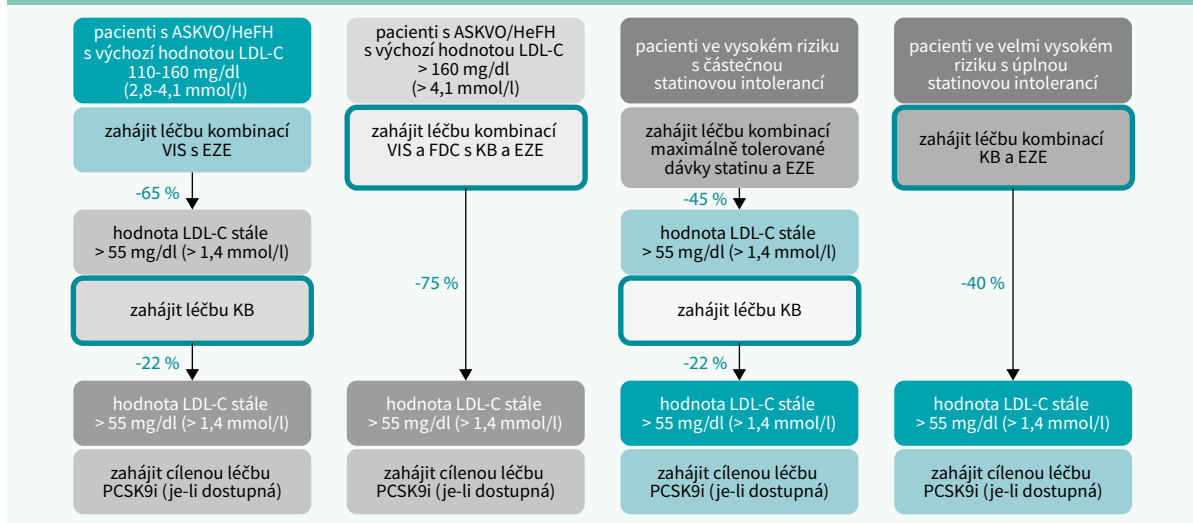 pacienti s ASKVO/HeFH
s výchozí hodnotou LDL-C
110-160 mg/dl
(2,8-4,1 mmol/l)
zahájit léčbu kombinací
VIS s EZE
-65 %
hodnota LDL-C stále
> 55 mg/dl (> 1,4 mmol/l)
zahájit léčbu KB
-22 %
hodnota LDL-C stále
> 55 mg/dl (> 1,4 mmol/l)
zahájit cílenou léčbu
PCSK9i (je-li dostupná)
pacienti s ASKVO/HeFH
s výchozí hodnotou LDL-C
> 160 mg/dl
(> 4,1 mmol/l)
zahájit léčbu kombinací
VIS a FDC s KB a EZE
-75 %
hodnota LDL-C stále
> 55 mg/dl (> 1,4 mmol/l)
zahájit cílenou léčbu
PCSK9i (je-li dostupná)
pacienti ve vysokém riziku
s částečnou
statinovou intolerancí
zahájit léčbu kombinací
maximálně tolerované
dávky statinu a EZE
-45 %
hodnota LDL-C stále
> 55 mg/dl (> 1,4 mmol/l)
zahájit léčbu KB
-22 %
hodnota LDL-C stále
> 55 mg/dl (> 1,4 mmol/l)
zahájit cílenou léčbu
PCSK9i (je-li dostupná)
pacienti ve velmi vysokém
riziku s úplnou
statinovou intolerancí
zahájit léčbu kombinací
KB a EZE
-40 %
hodnota LDL-C stále
> 55 mg/dl (> 1,4 mmol/l)
zahájit cílenou léčbu
PCSK9i (je-li dostupná)